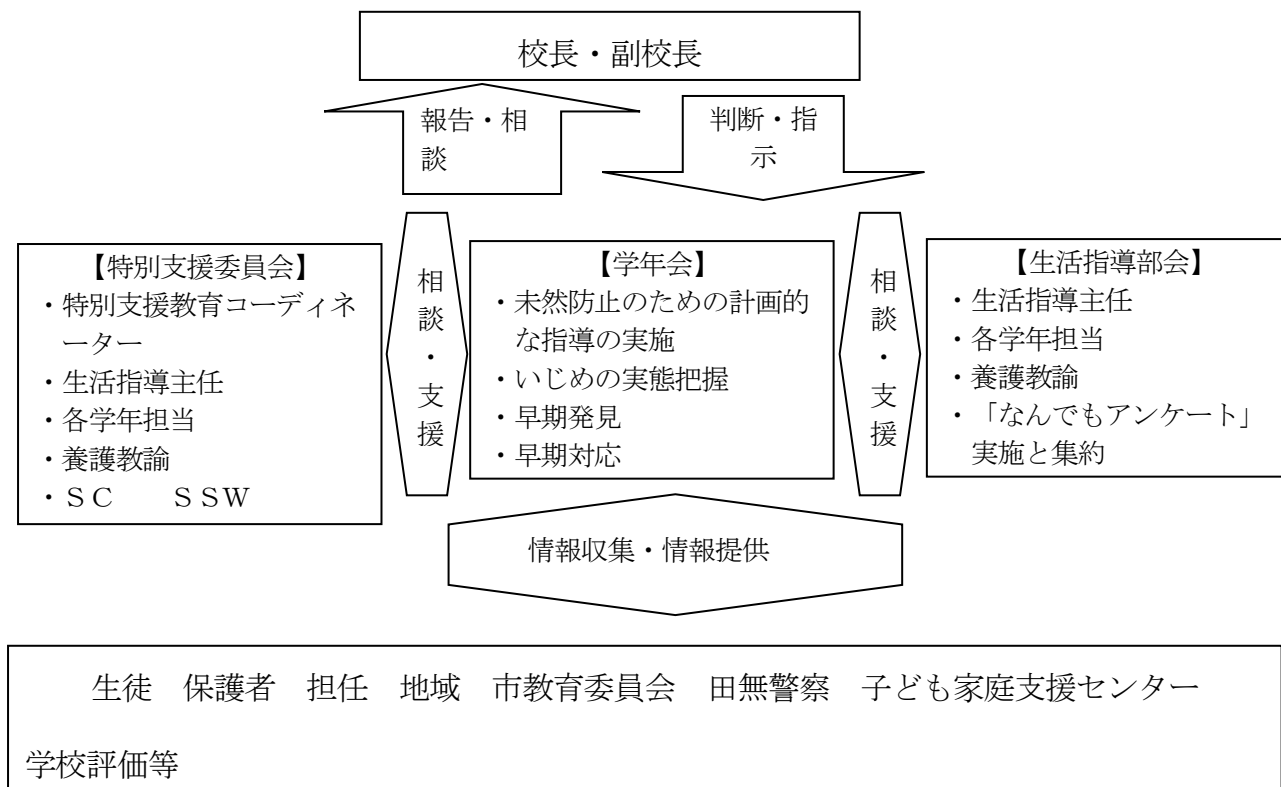 校長・副校長
報告・相
談
判断・指
示
【特別支援委員会】
・特別支援教育コーディネ
ーター
・生活指導主任
・各学年担当
・養護教諭
・ＳＣ　　ＳＳＷ
相談・支援
【学年会】
・未然防止のための計画的
な指導の実施
・いじめの実態把握
・早期発見
・早期対応
相談・支援
【生活指導部会】
・生活指導主任
・各学年担当
・養護教諭
・「なんでもアンケート」
実施と集約
情報収集・情報提供
生徒　保護者　担任　地域　市教育委員会　田無警察　子ども家庭支援センター
学校評価等